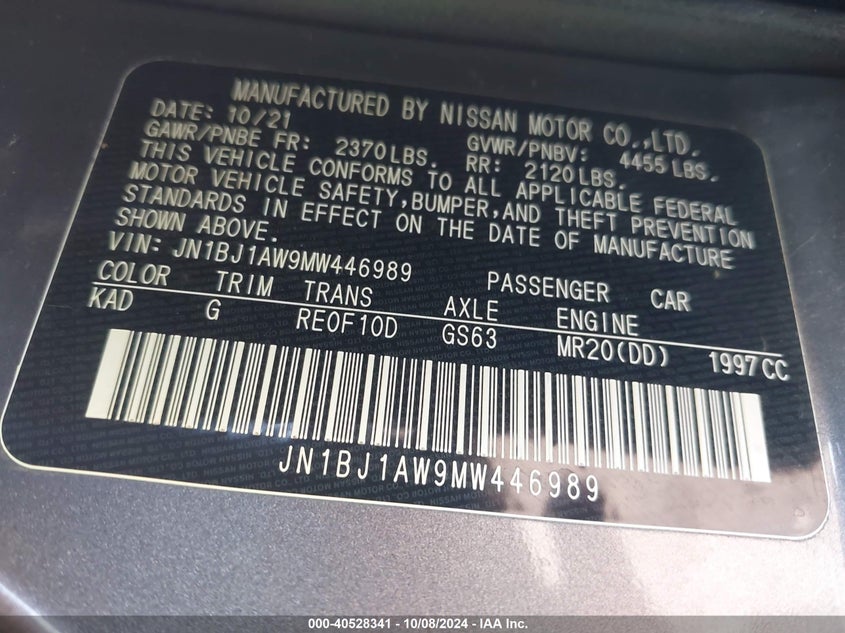 MANUFACTURED BY NISSAN MOTOR CO.,LTD.
DATE: 10/21 GVWR/PNBV: 4455 LBS.
GAWR/PNBE FR: 2370LBS. RR: 2120LBS.
THIS VEHICLE CONFORMS TO ALL APPLICABLE FEDERAL
MOTOR VEHICLE SAFETY,BUMPER,AND THEFT PREVENTION
STANDARDS IN EFFECT ON THE DATE OF MANUFACTURE
SHOWN ABOVE.
VIN: JN1BJ1AW9MW446989 PASSENGER CAR
COLOR TRIM TRANS AXLE ENGINE
KAD G RE0F10D GS63 MR20(DD) 1997CC
JN1BJ1AW9MW446989
000-40528341 - 10/08/2024 - IAA Inc.